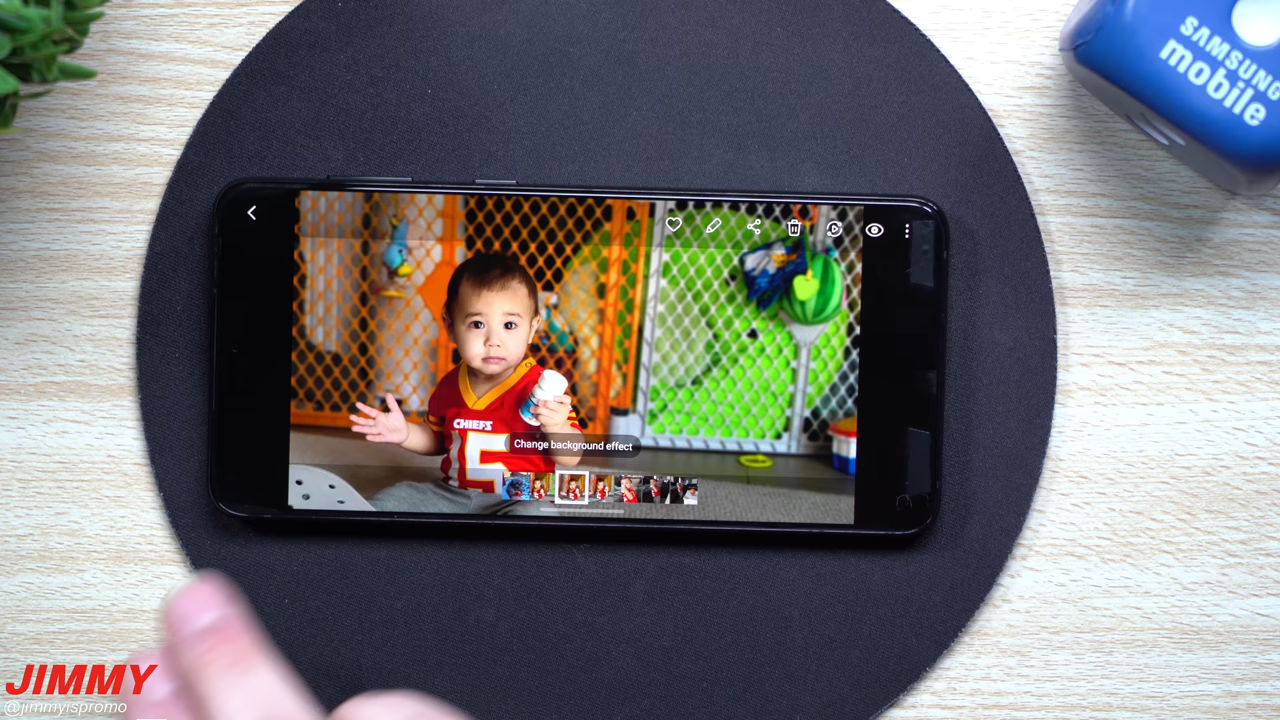 SAMSUNG
mobile
CHIEFS
15
Change background effect
JIMMY
@jimmyispromo